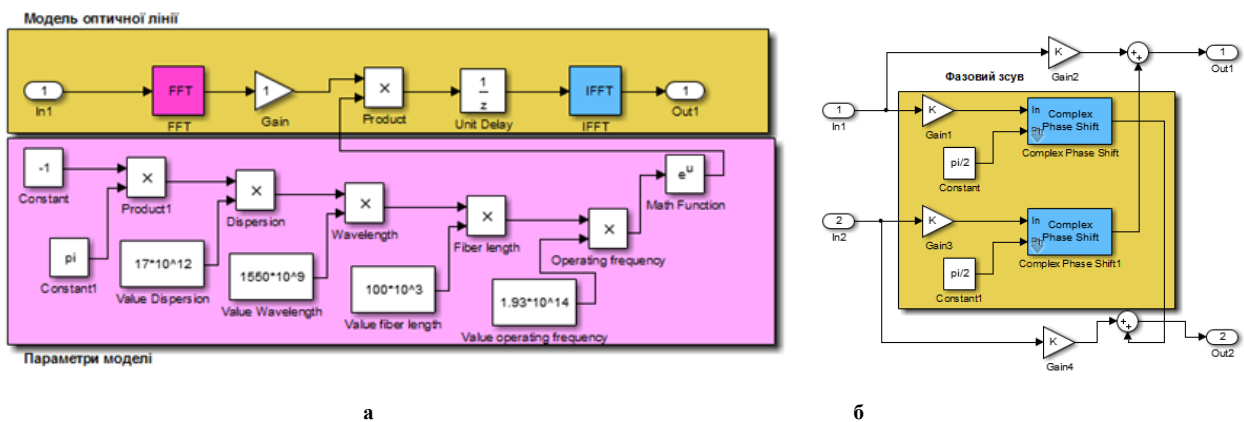 Модель оптичної лінії
1
In1
FFT
FFT
1
Gain
×
Product
1
z
Unit Delay
IFFT
IFFT
1
Out1
-1
Constant
×
Product1
×
Dispersion
×
Wavelength
×
Fiber length
×
Operating frequency
e^u
Math Function
pi
Constant1
17*10^12
Value Dispersion
1550*10^9
Value Wavelength
100*10^3
Value fiber length
1.93*10^14
Value operating frequency
Параметри моделі
а
K
Gain2
++
1
Out1
Фазовий зсув
1
In1
K
Gain1
In
Complex
Phase Shift
Complex Phase Shift
pi/2
Constant
2
In2
K
Gain3
In
Complex
Phase Shift
Complex Phase Shift1
pi/2
Constant1
K
Gain4
++
2
Out2
б